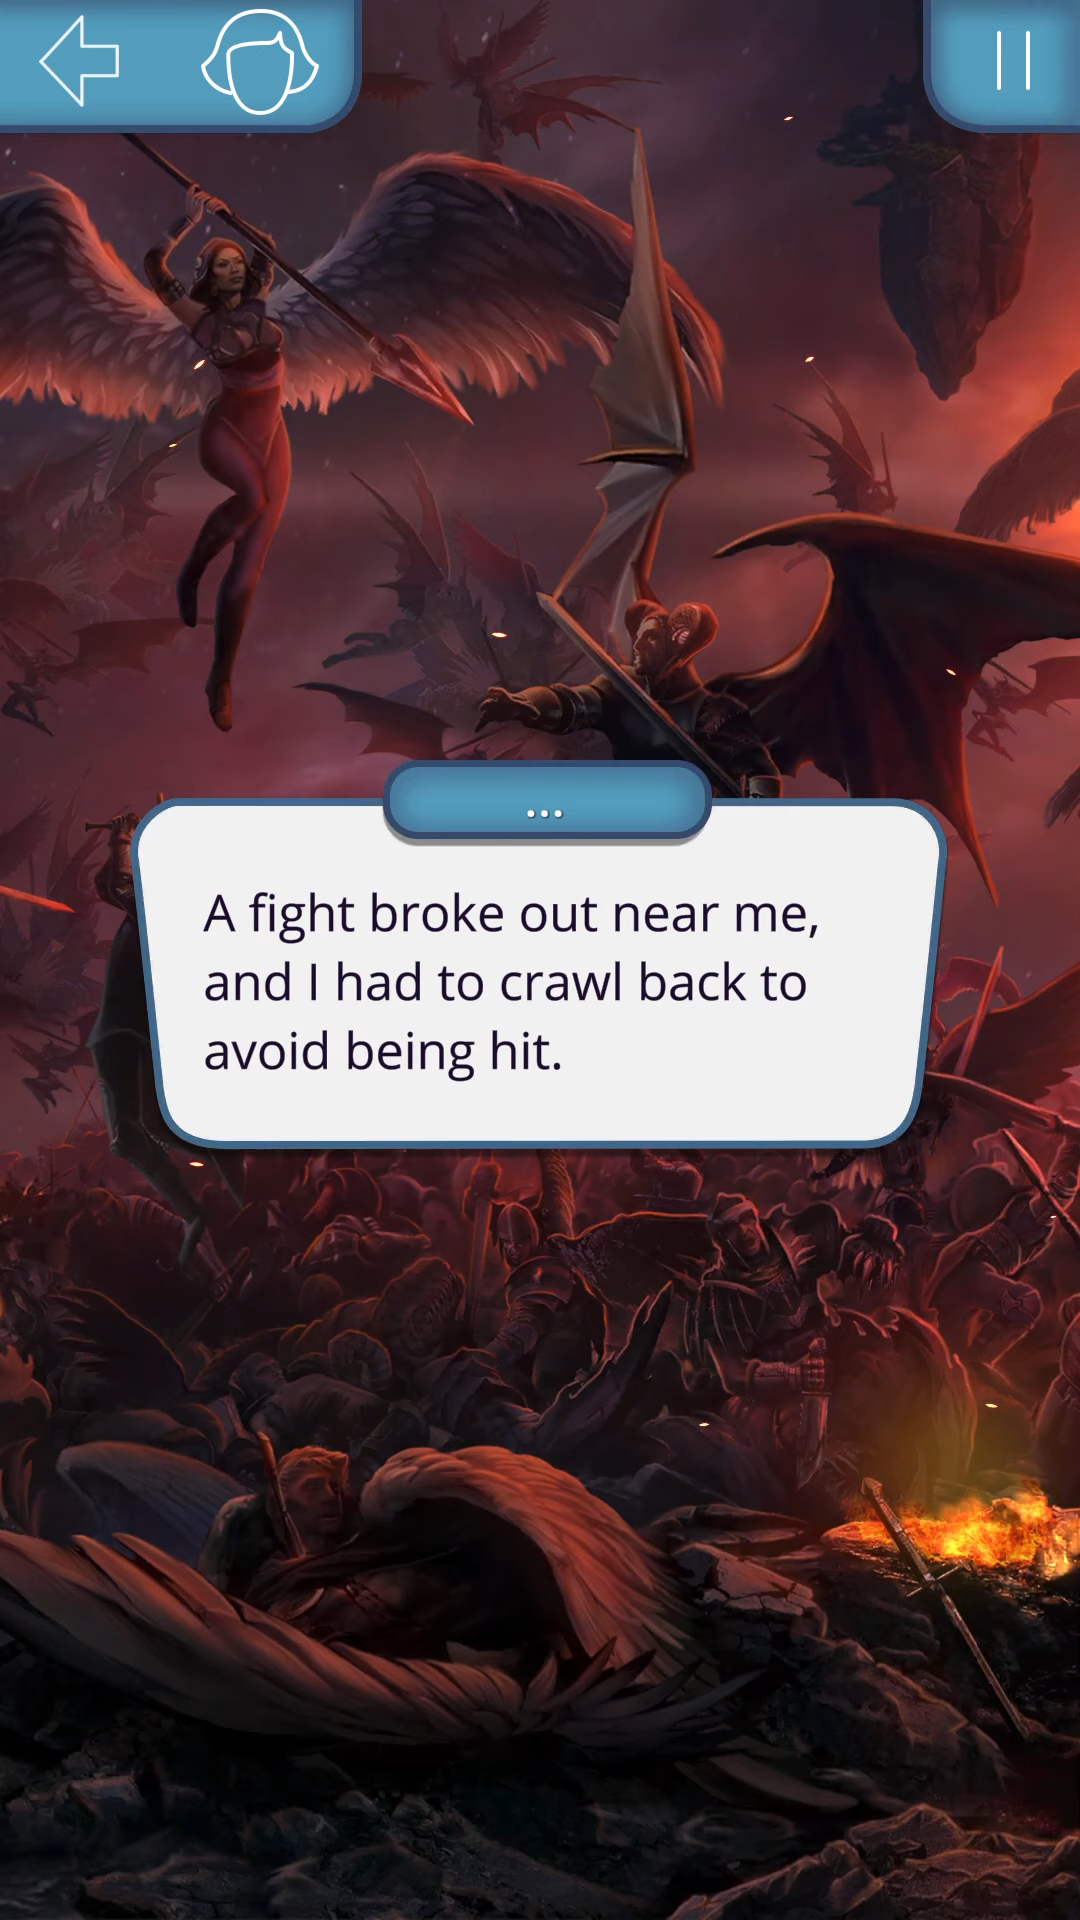 ...
A fight broke out near me,
and I had to crawl back to
avoid being hit.